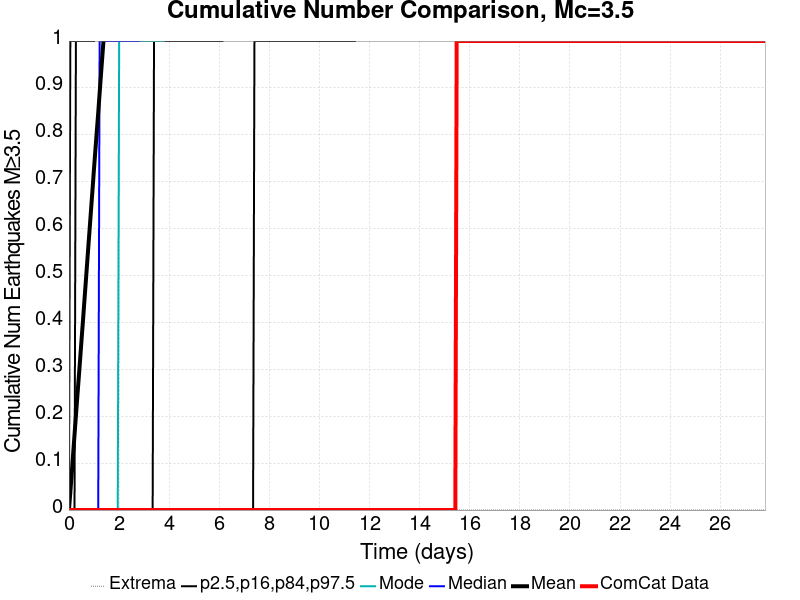 Cumulative Number Comparison, Mc=3.5
Cumulative Num Earthquakes M≥3.5
1
0.9
0.8
0.7
0.6
0.5
0.4
0.3
0.2
0.1
0
0 2 4 6 8 10 12 14 16 18 20 22 24 26
Time (days)
Extrema p2.5,p16,p84,p97.5 Mode Median Mean ComCat Data